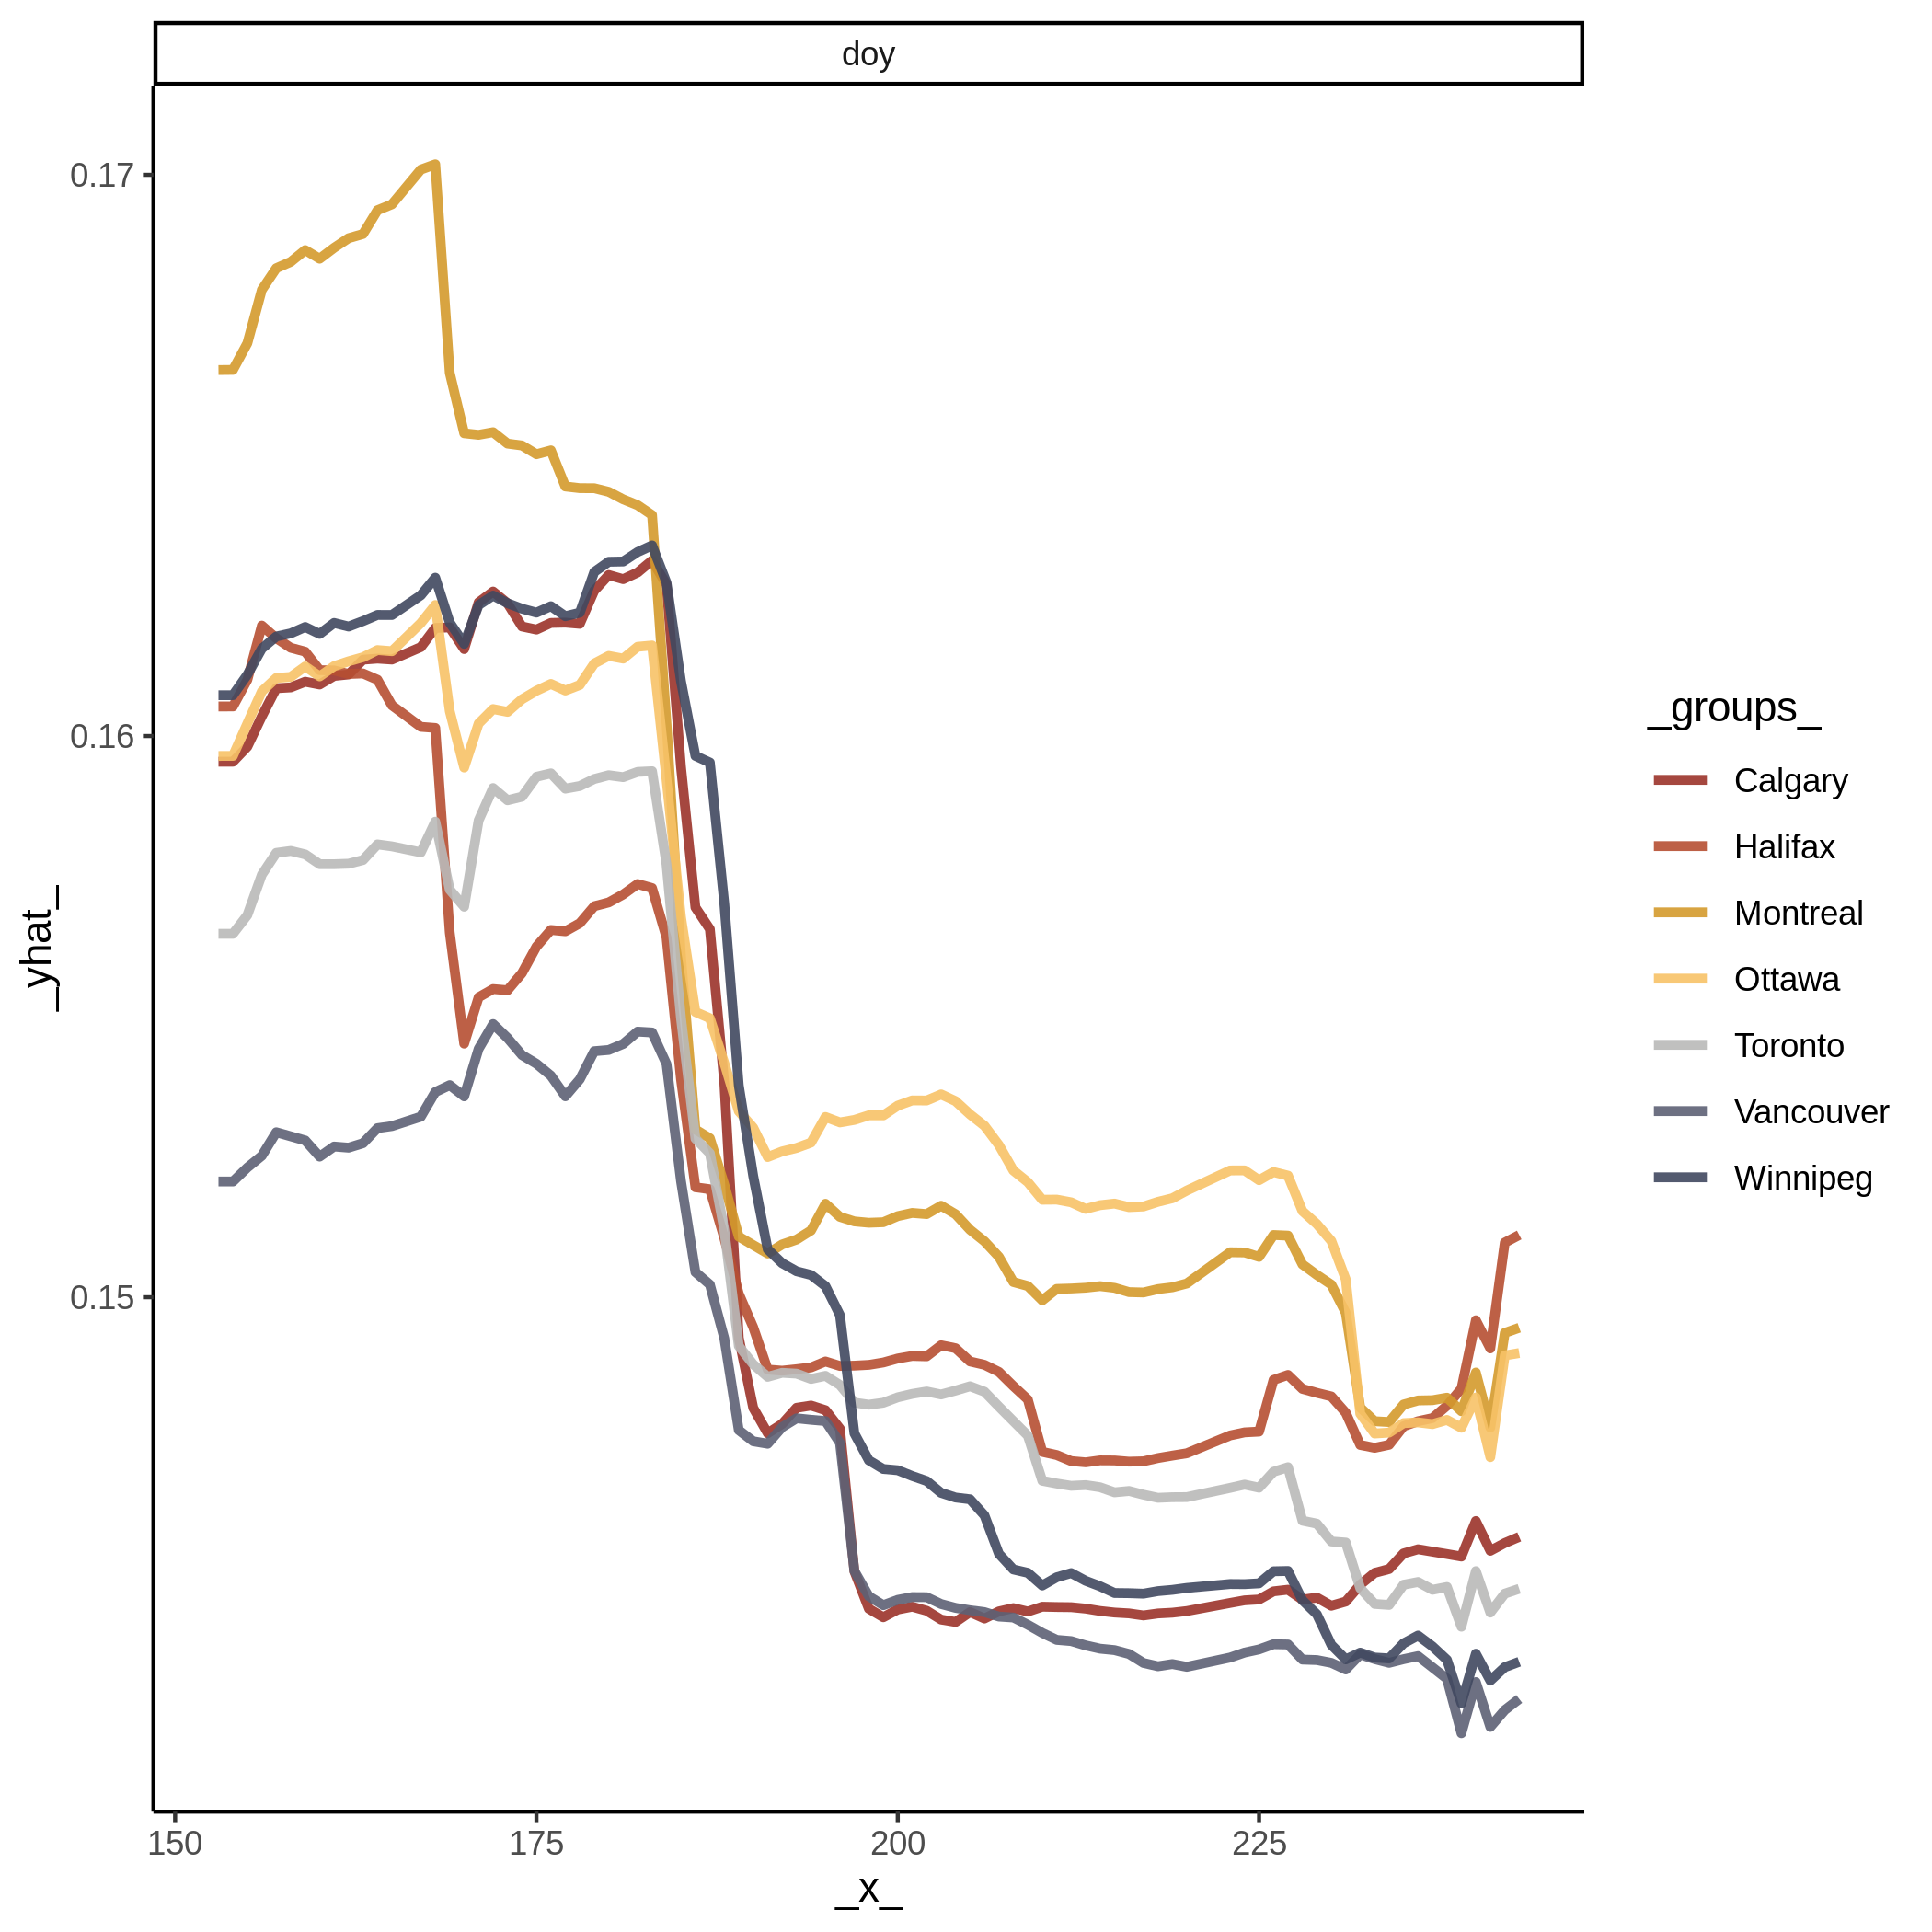 doy
0.17
0.16
0.15
_yhat_
150 175 200 225
_x_
_groups_
Calgary
Halifax
Montreal
Ottawa
Toronto
Vancouver
Winnipeg